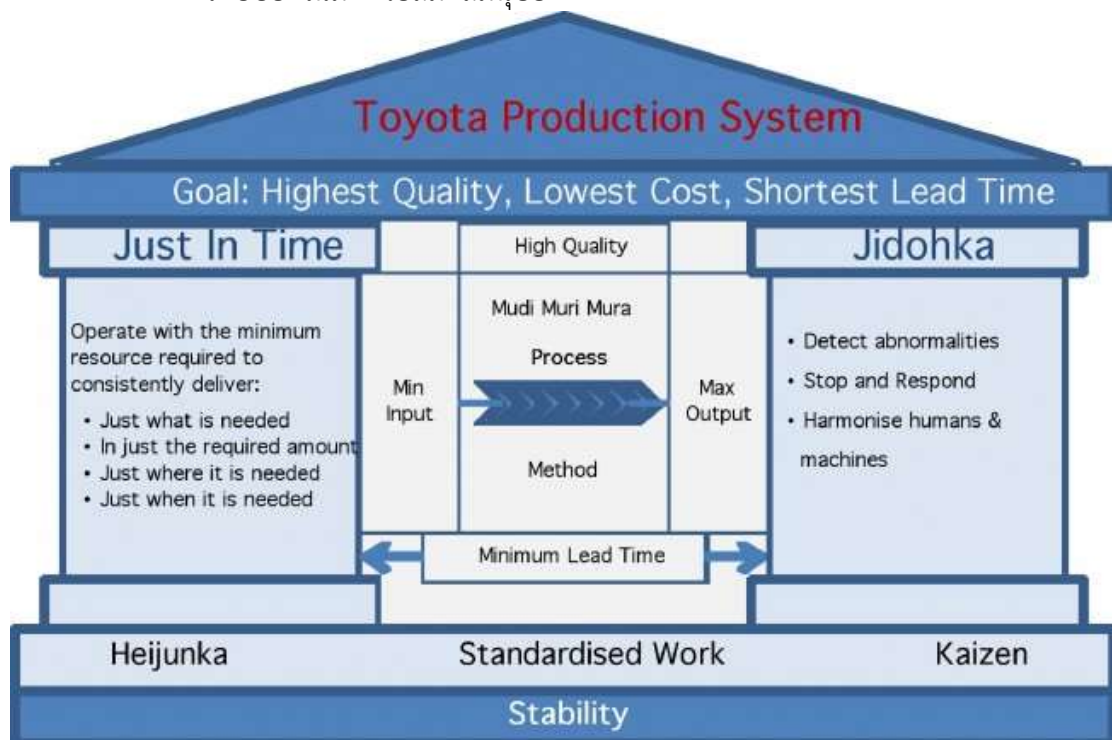 Toyota Production System
Goal: Highest Quality, Lowest Cost, Shortest Lead Time
Just In Time
Operate with the minimum
resource required to
consistently deliver:
• Just what is needed
• In just the required amount
• Just where it is needed
• Just when it is needed
High Quality
Mudi Muri Mura
Process
Min
Input
Max
Output
Method
Minimum Lead Time
Jidohka
• Detect abnormalities
• Stop and Respond
• Harmonise humans &
machines
Heijunka
Standardised Work
Kaizen
Stability